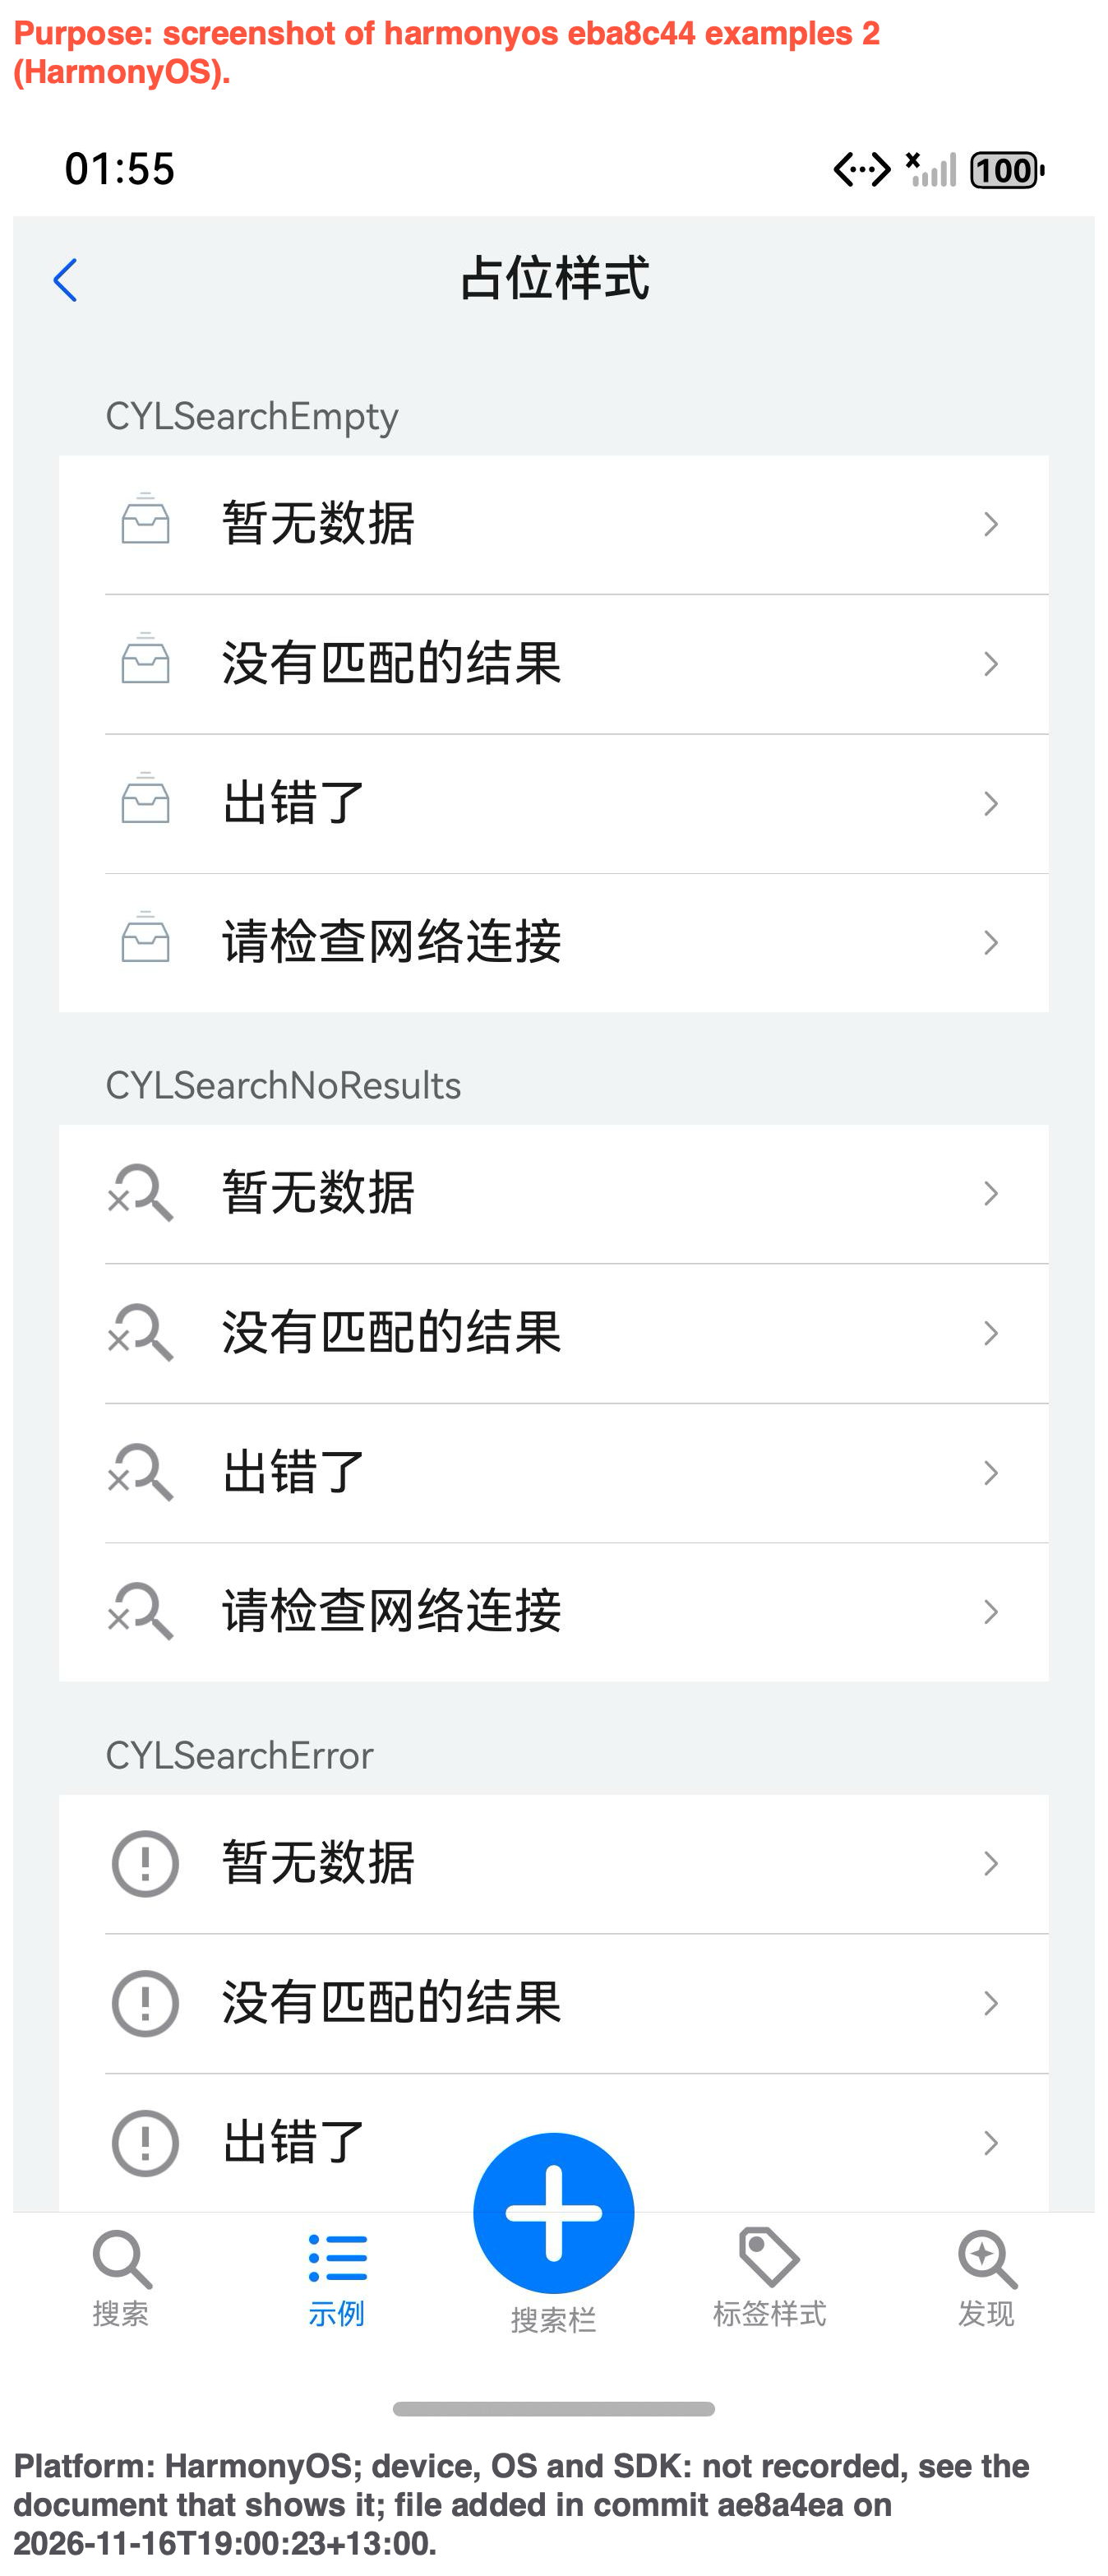 Purpose: screenshot of harmonyos eba8c44 examples 2
(HarmonyOS).
01:55
100
占位样式
CYLSearchEmpty
暂无数据
没有匹配的结果
出错了
请检查网络连接
CYLSearchNoResults
暂无数据
没有匹配的结果
出错了
请检查网络连接
CYLSearchError
暂无数据
没有匹配的结果
出错了
搜索
示例
搜索栏
标签样式
发现
Platform: HarmonyOS; device, OS and SDK: not recorded, see the
document that shows it; file added in commit ae8a4ea on
2026-11-16T19:00:23+13:00.